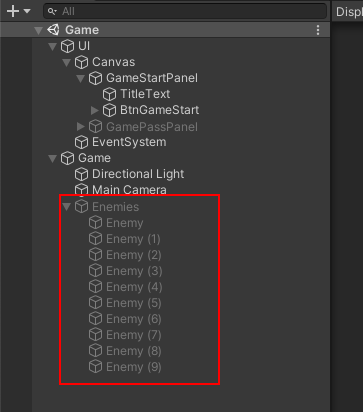 All
Displ
Game
UI
Canvas
GameStartPanel
TitleText
BtnGameStart
GamePassPanel
EventSystem
Game
Directional Light
Main Camera
Enemies
Enemy
Enemy (1)
Enemy (2)
Enemy (3)
Enemy (4)
Enemy (5)
Enemy (6)
Enemy (7)
Enemy (8)
Enemy (9)